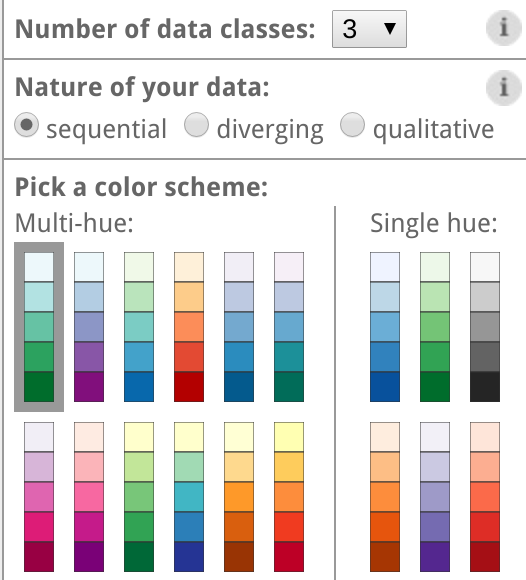 Number of data classes: 3 i
Nature of your data: i
sequential diverging qualitative
Pick a color scheme:
Multi-hue: Single hue: